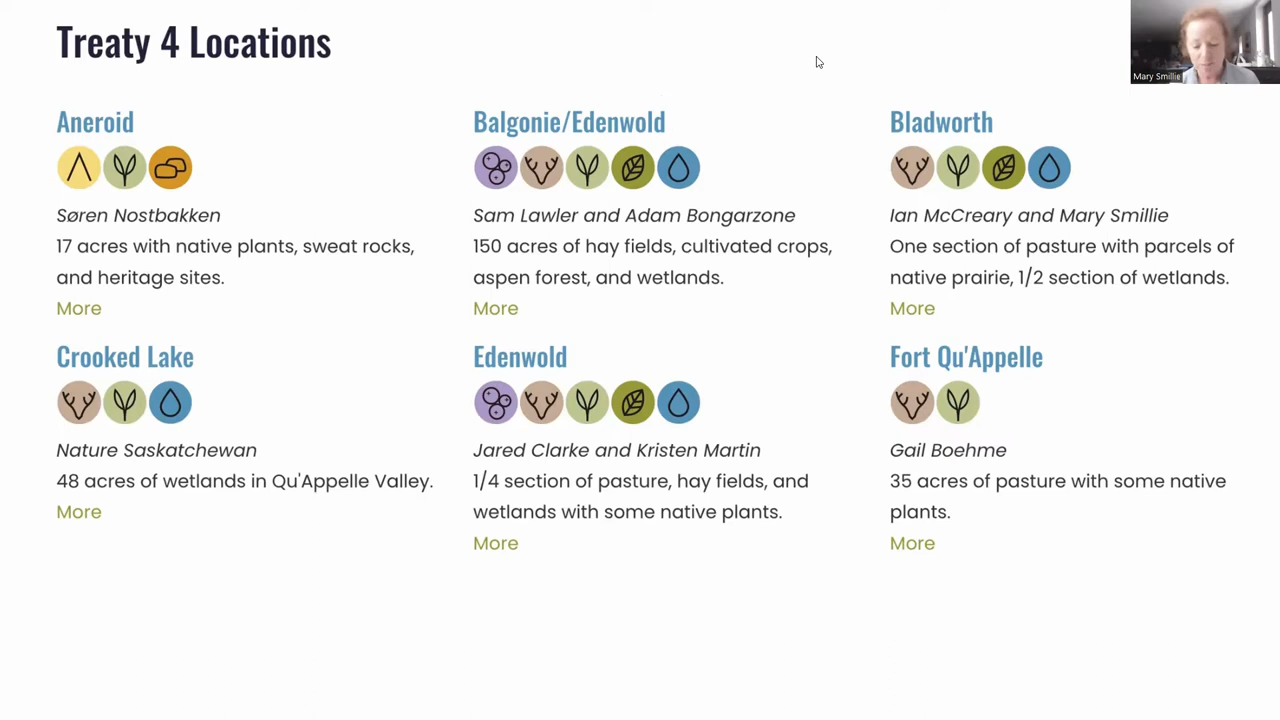 Treaty 4 Locations
Mary Smillie
Aneroid
Søren Nostbakken
17 acres with native plants, sweat rocks,
and heritage sites.
More
Balgonie/Edenwold
Sam Lawler and Adam Bongarzone
150 acres of hay fields, cultivated crops,
aspen forest, and wetlands.
More
Bladworth
Ian McCreary and Mary Smillie
One section of pasture with parcels of
native prairie, 1/2 section of wetlands.
More
Crooked Lake
Nature Saskatchewan
48 acres of wetlands in Qu'Appelle Valley.
More
Edenwold
Jared Clarke and Kristen Martin
1/4 section of pasture, hay fields, and
wetlands with some native plants.
More
Fort Qu'Appelle
Gail Boehme
35 acres of pasture with some native
plants.
More